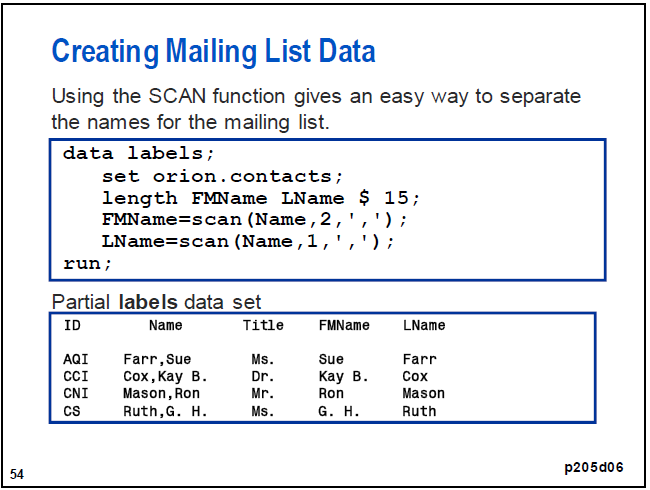 Creating Mailing List Data
Using the SCAN function gives an easy way to separate
the names for the mailing list.
data labels;
   set orion.contacts;
   length FMName LName $ 15;
   FMName=scan(Name,2,',');
   LName=scan(Name,1,',');
run;
Partial labels data set
ID Name Title FMName LName
AQI Farr,Sue Ms. Sue Farr
CCI Cox,Kay B. Dr. Kay B. Cox
CNI Mason,Ron Mr. Ron Mason
CS Ruth,G. H. Ms. G. H. Ruth
54
p205d06